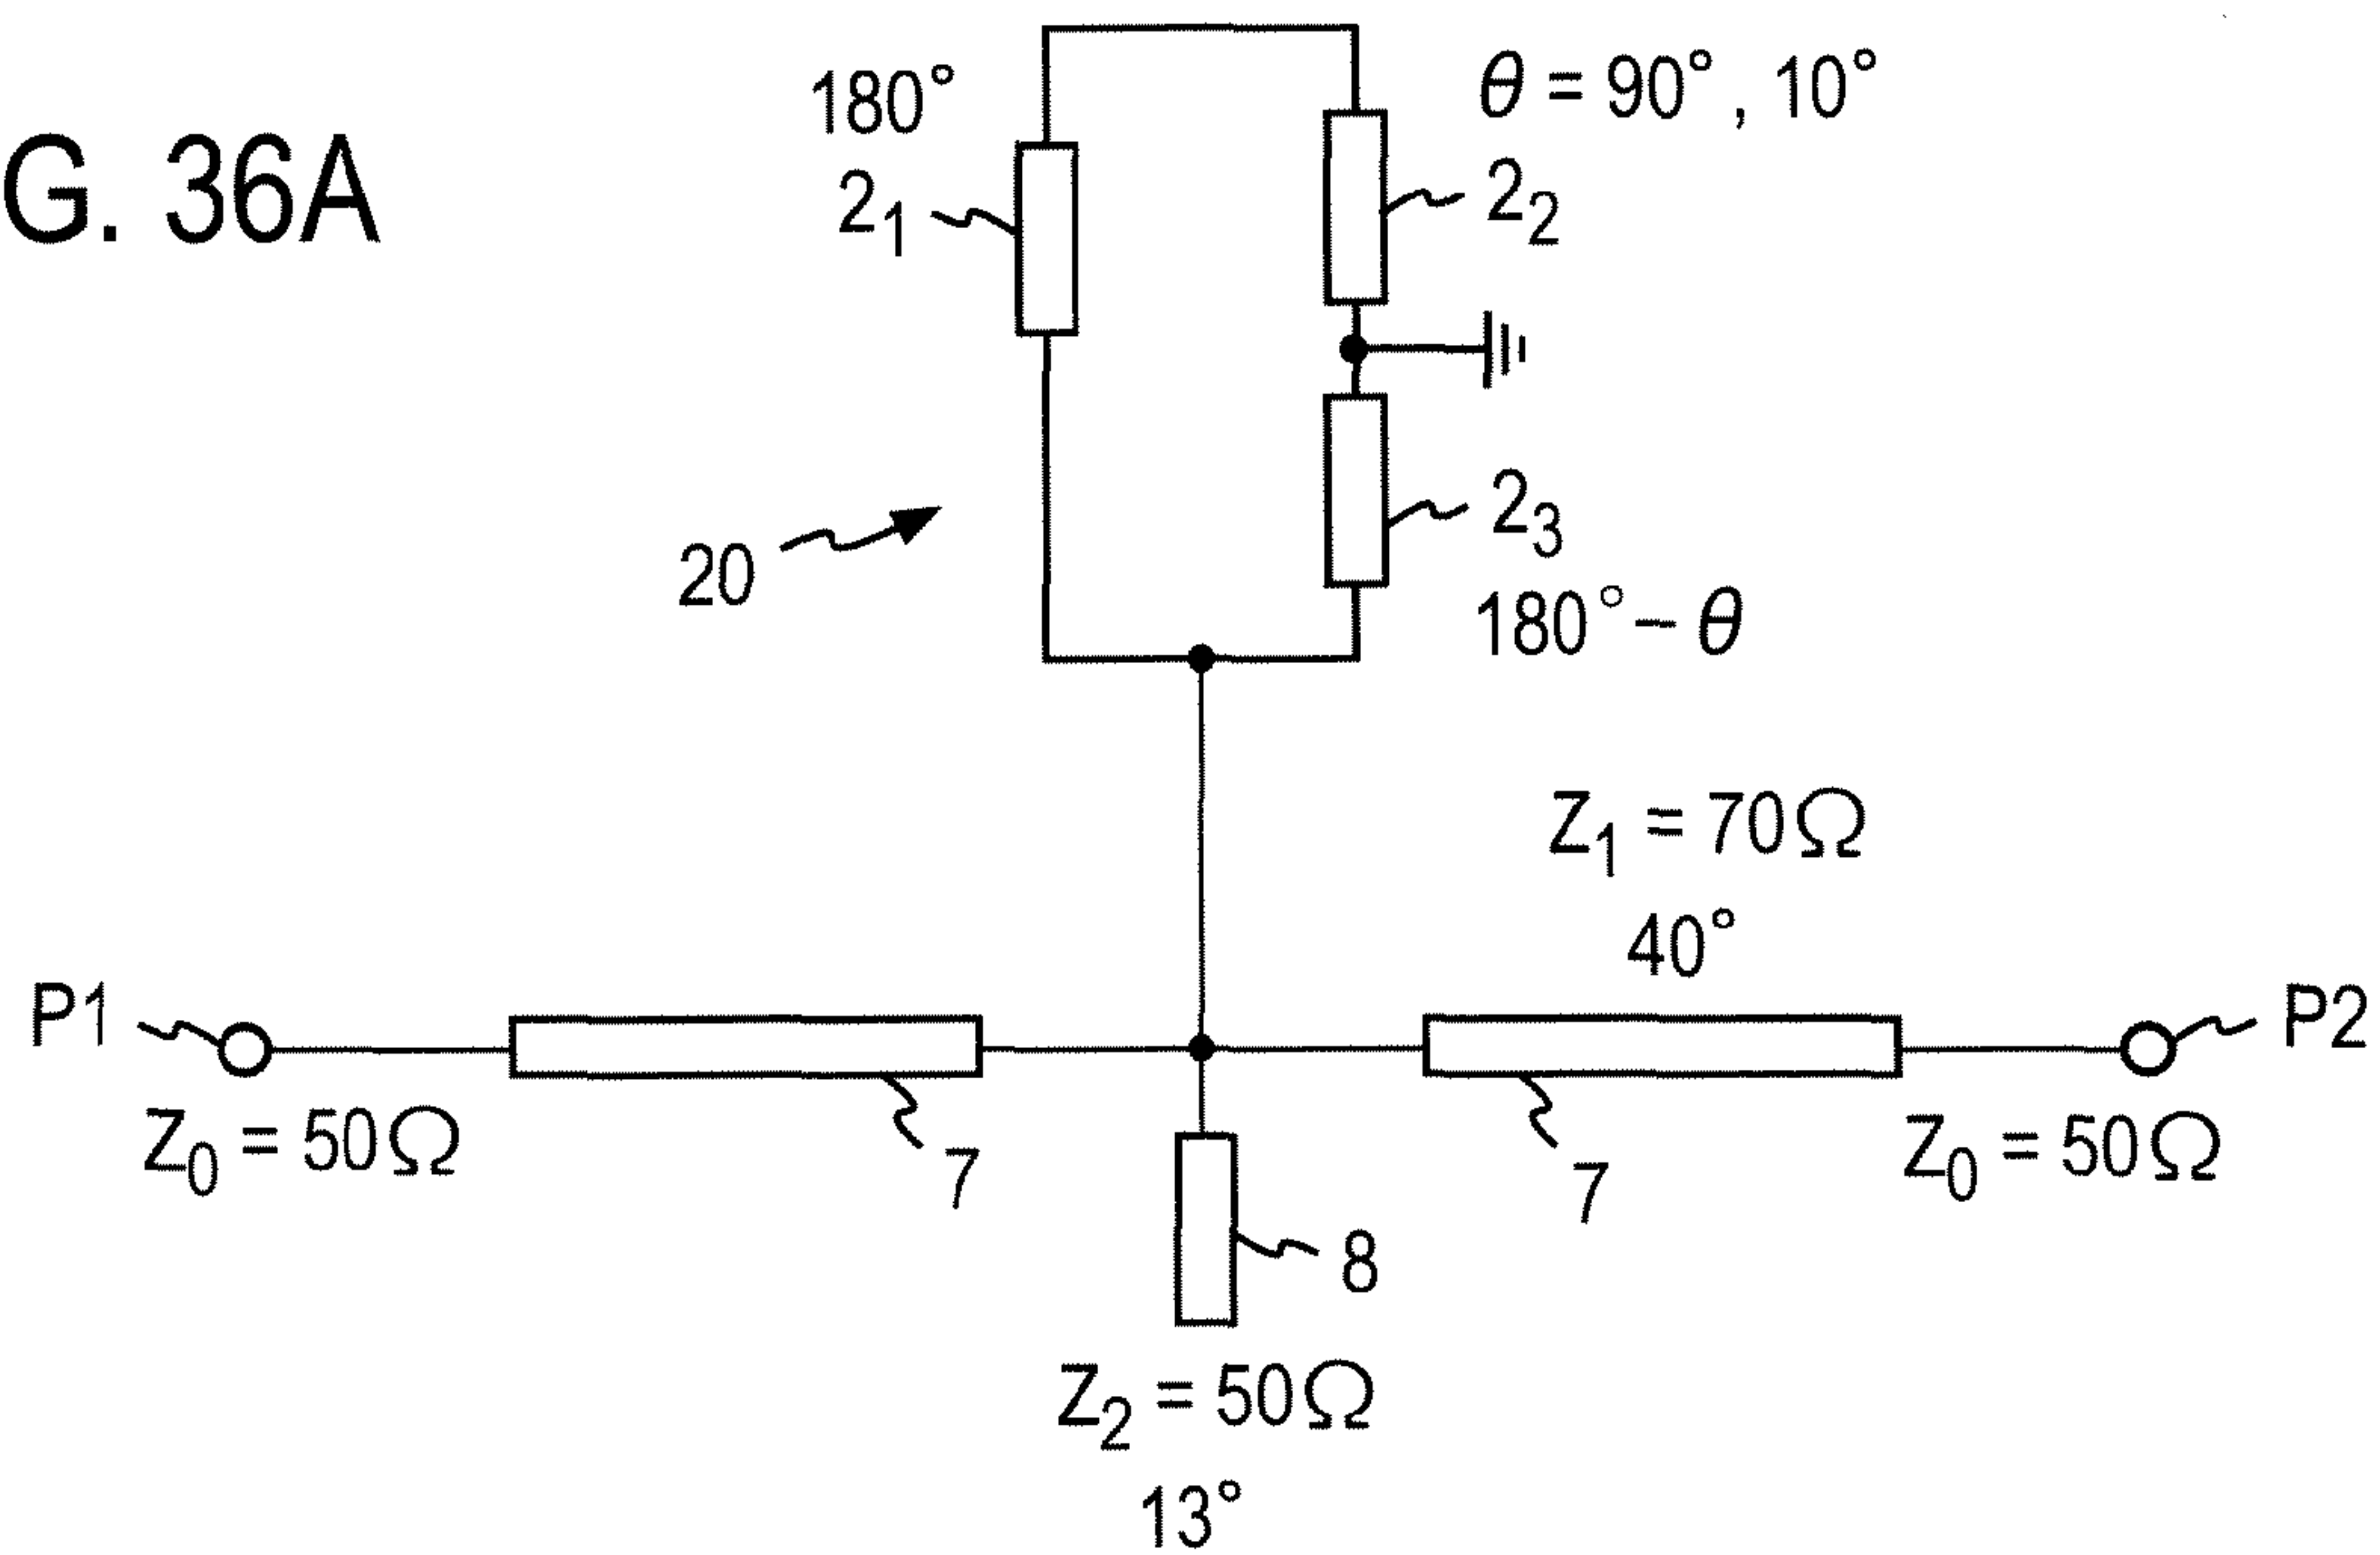 G. 36A
180°
2₁
θ = 90°, 10°
2₂
2₃
180° – θ
20
Z₁ = 70Ω
40°
P1
P2
Z₀ = 50Ω
7
7
Z₀ = 50Ω
8
Z₂ = 50Ω
13°